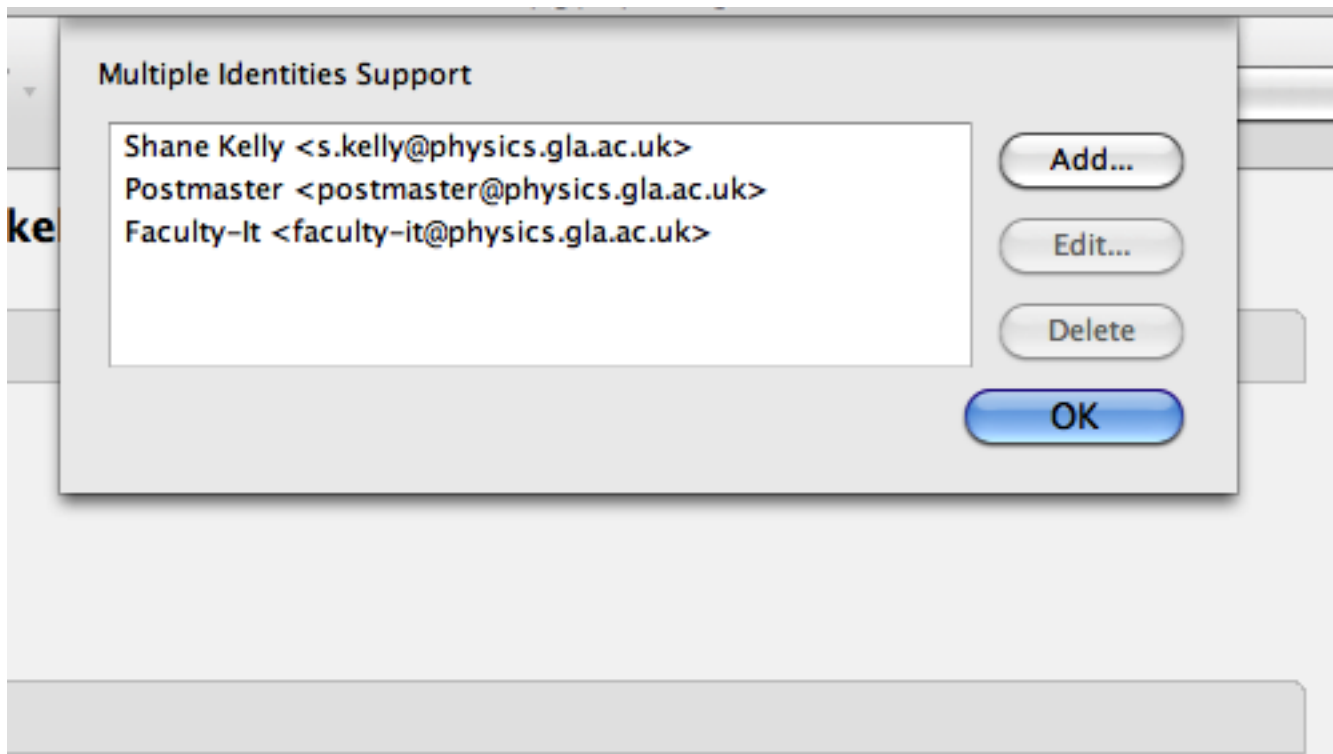 Multiple Identities Support
Shane Kelly <s.kelly@physics.gla.ac.uk>
Postmaster <postmaster@physics.gla.ac.uk>
Faculty-It <faculty-it@physics.gla.ac.uk>
Add...
Edit...
Delete
OK
ke